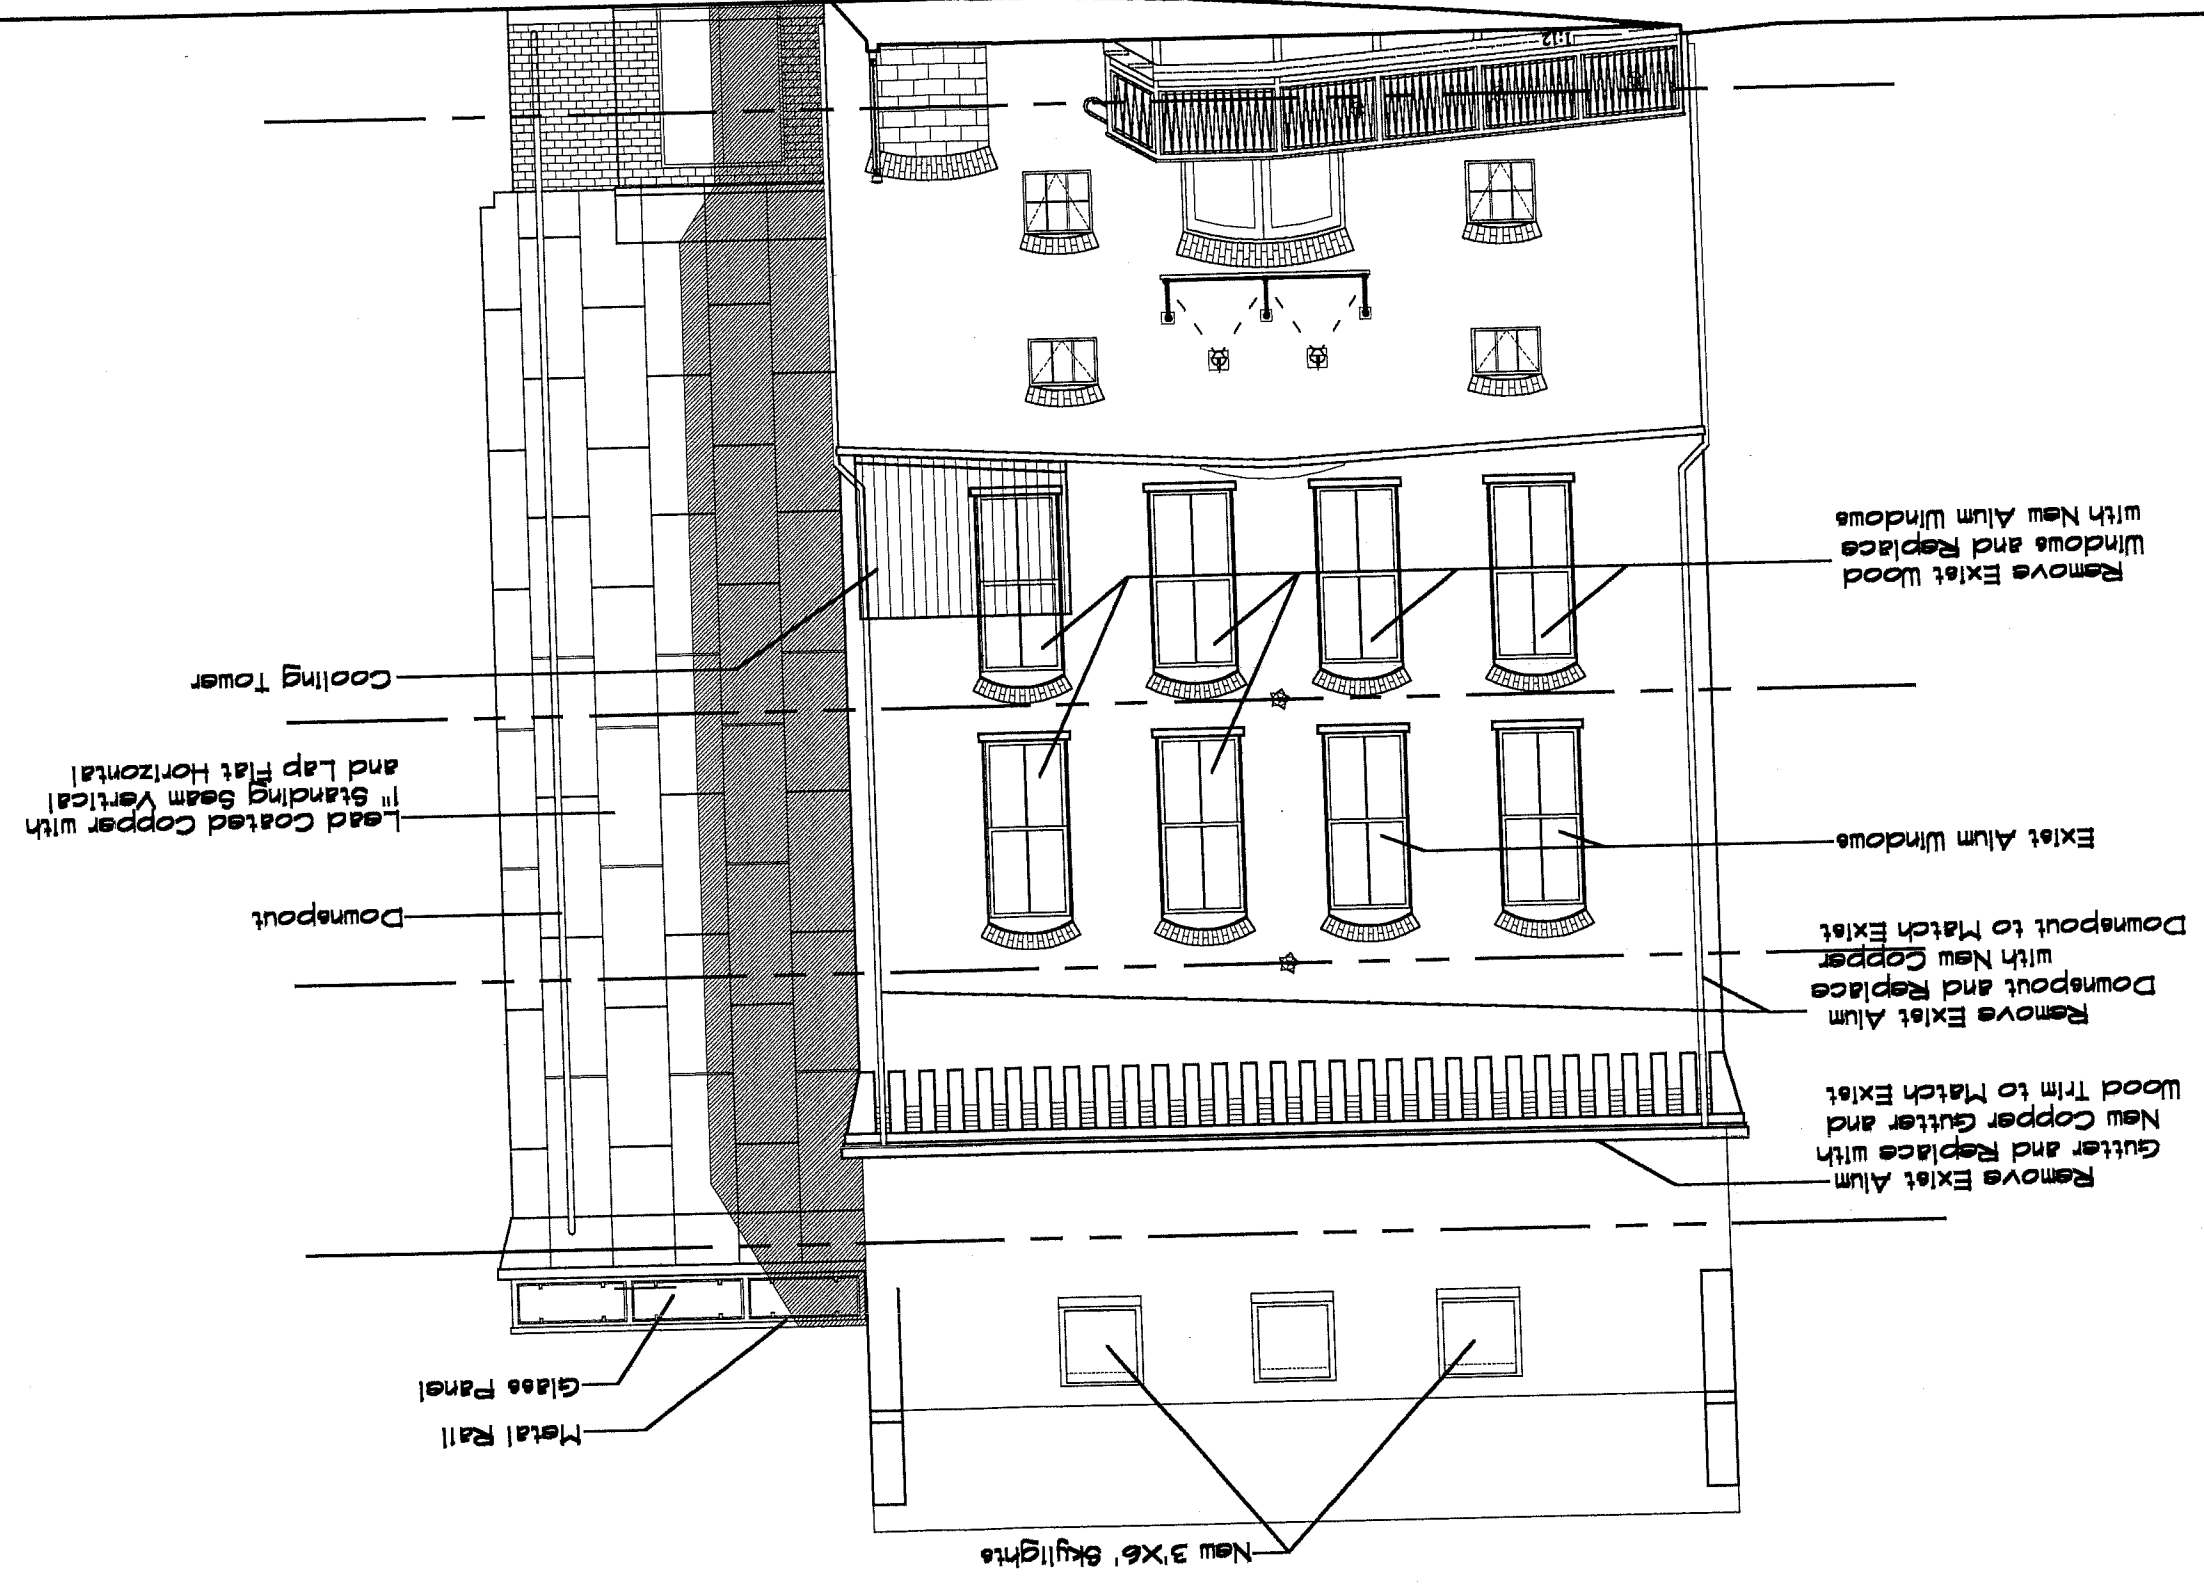 New 3'X6' Skylights
Metal Rail
Glass Panel
Remove Exist Alum
Gutter and Replace with
New Copper Gutter and
Wood Trim to Match Exist
Remove Exist Alum
Downspout and Replace
with New Copper
Downspout to Match Exist
Downspout
Exist Alum Windows
Lead Coated Copper with
1" Standing Seam Vertical
and Lap Flat Horizontal
Cooling Tower
Remove Exist Wood
Windows and Replace
with New Alum Windows
1:12